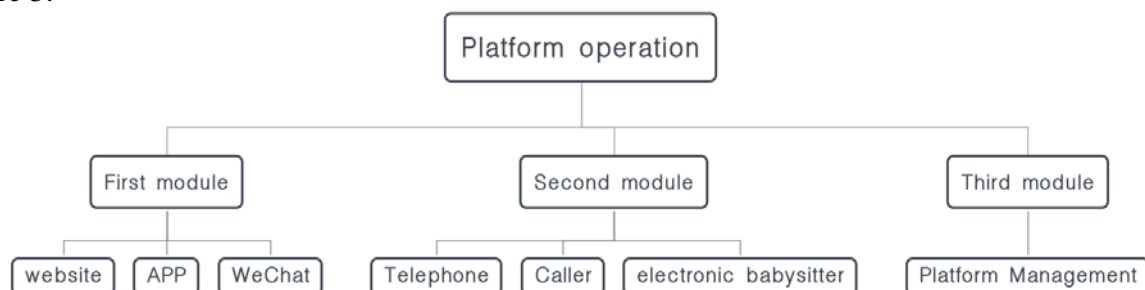 Platform operation
First module
Second module
Third module
website
APP
WeChat
Telephone
Caller
electronic babysitter
Platform Management